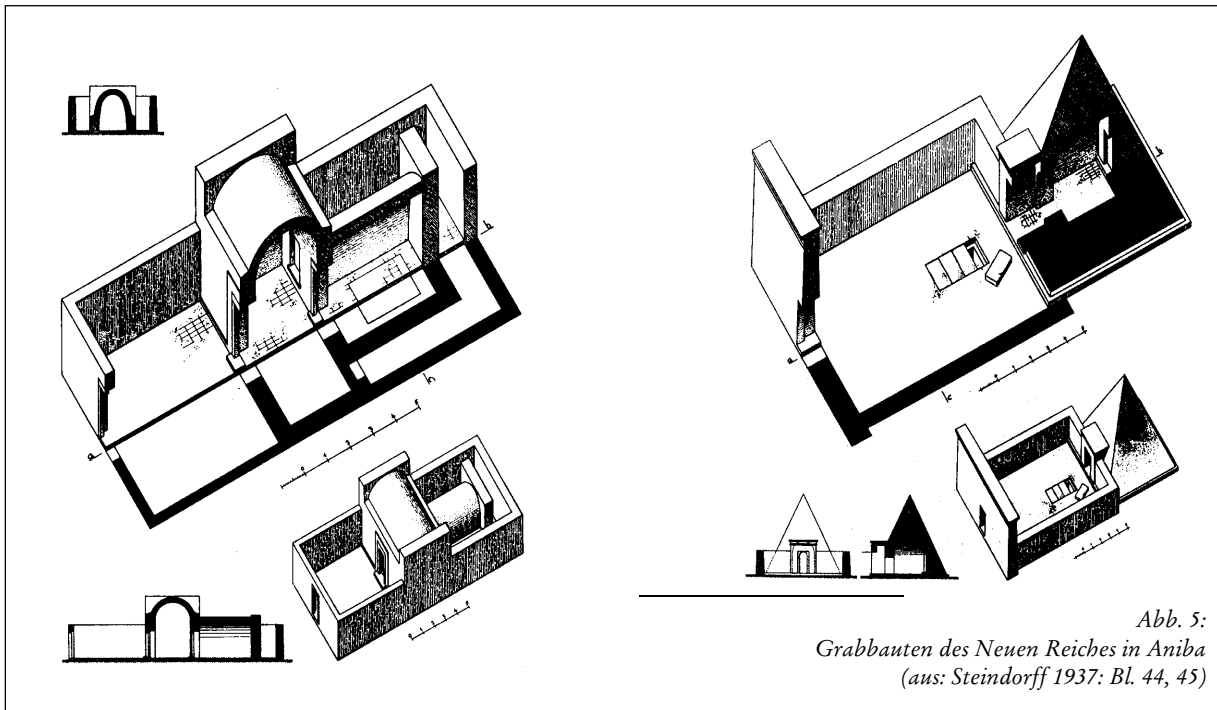 Abb. 5:
Grabbauten des Neuen Reiches in Aniba
(aus: Steindorff 1937: Bl. 44, 45)